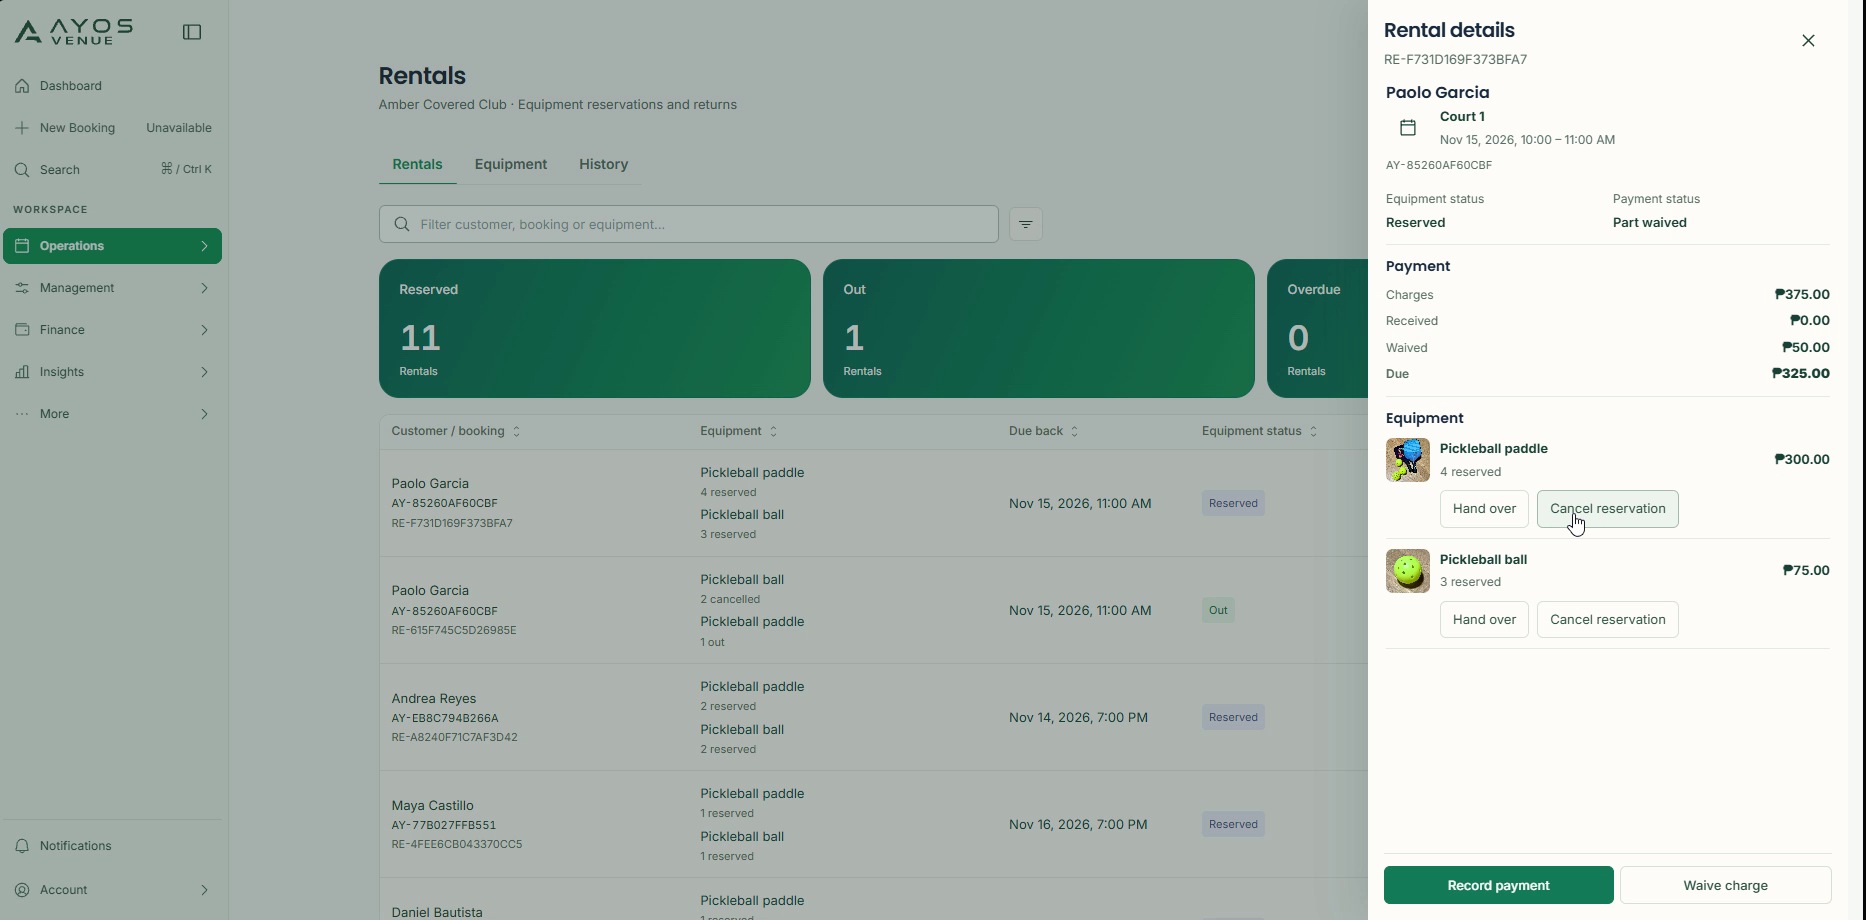 AYOS
VENUE
Dashboard
New Booking Unavailable
Search ⌘ / Ctrl K
WORKSPACE
Operations
Management
Finance
Insights
More
Notifications
Account
Rentals
Amber Covered Club · Equipment reservations and returns
Rentals Equipment History
Filter customer, booking or equipment...
Reserved
11
Rentals
Out
1
Rentals
Overdue
0
Rentals
Customer / booking Equipment Due back Equipment status
Paolo Garcia
AY-85260AF60CBF
RE-F731D169F373BFA7
Pickleball paddle
4 reserved
Pickleball ball
3 reserved
Nov 15, 2026, 11:00 AM
Reserved
Paolo Garcia
AY-85260AF60CBF
RE-615F745C5D26985E
Pickleball ball
2 cancelled
Pickleball paddle
1 out
Nov 15, 2026, 11:00 AM
Out
Andrea Reyes
AY-EB8C794B266A
RE-A8240F71C7AF3D42
Pickleball paddle
2 reserved
Pickleball ball
2 reserved
Nov 14, 2026, 7:00 PM
Reserved
Maya Castillo
AY-77B027FFB551
RE-4FEE6CB043370CC5
Pickleball paddle
1 reserved
Pickleball ball
1 reserved
Nov 16, 2026, 7:00 PM
Reserved
Daniel Bautista
Pickleball paddle
1 reserved
Rental details
RE-F731D169F373BFA7
Paolo Garcia
Court 1
Nov 15, 2026, 10:00 – 11:00 AM
AY-85260AF60CBF
Equipment status Payment status
Reserved Part waived
Payment
Charges ₱375.00
Received ₱0.00
Waived ₱50.00
Due ₱325.00
Equipment
Pickleball paddle
4 reserved
₱300.00
Hand over Cancel reservation
Pickleball ball
3 reserved
₱75.00
Hand over Cancel reservation
Record payment Waive charge